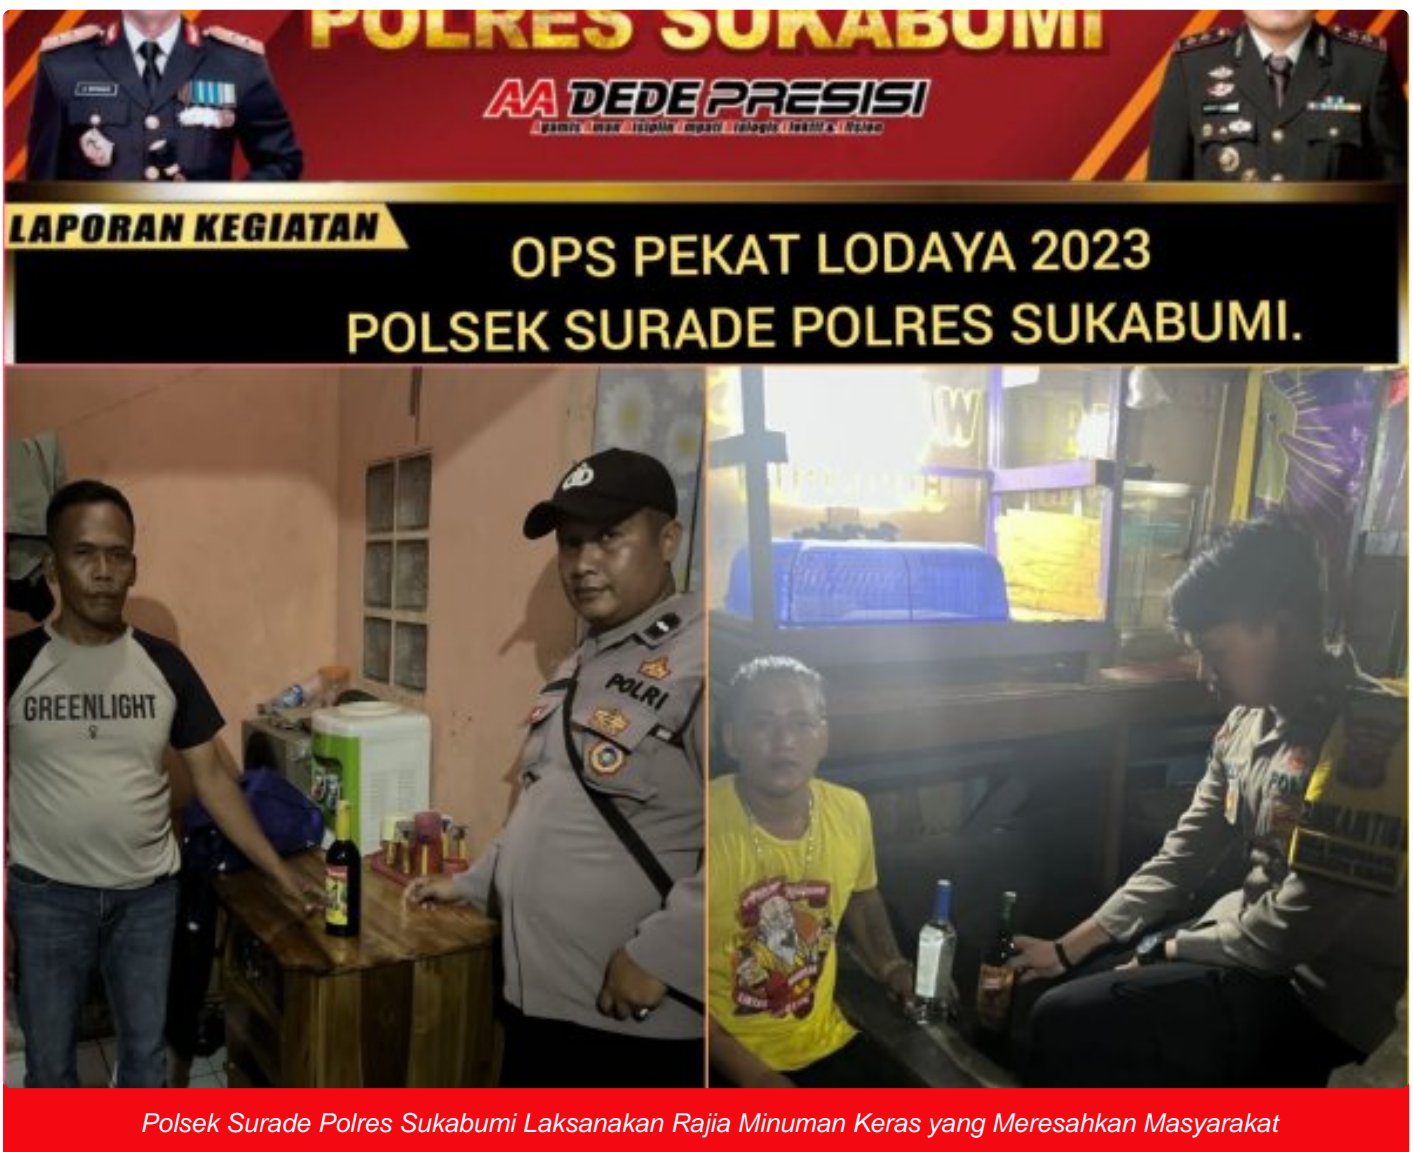 POLRES SUKABUMI
AA DEDE PRESISI
LAPORAN KEGIATAN
OPS PEKAT LODAYA 2023
POLSEK SURADE POLRES SUKABUMI.
GREENLIGHT
POLRI
Polsek Surade Polres Sukabumi Laksanakan Rajia Minuman Keras yang Meresahkan Masyarakat